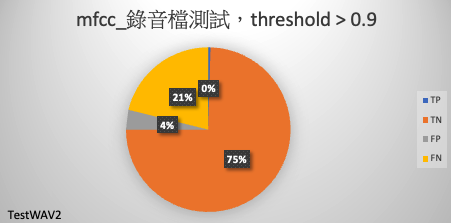 mfcc_錄音檔測試，threshold > 0.9
0%
21%
4%
75%
TP
TN
FP
FN
TestWAV2